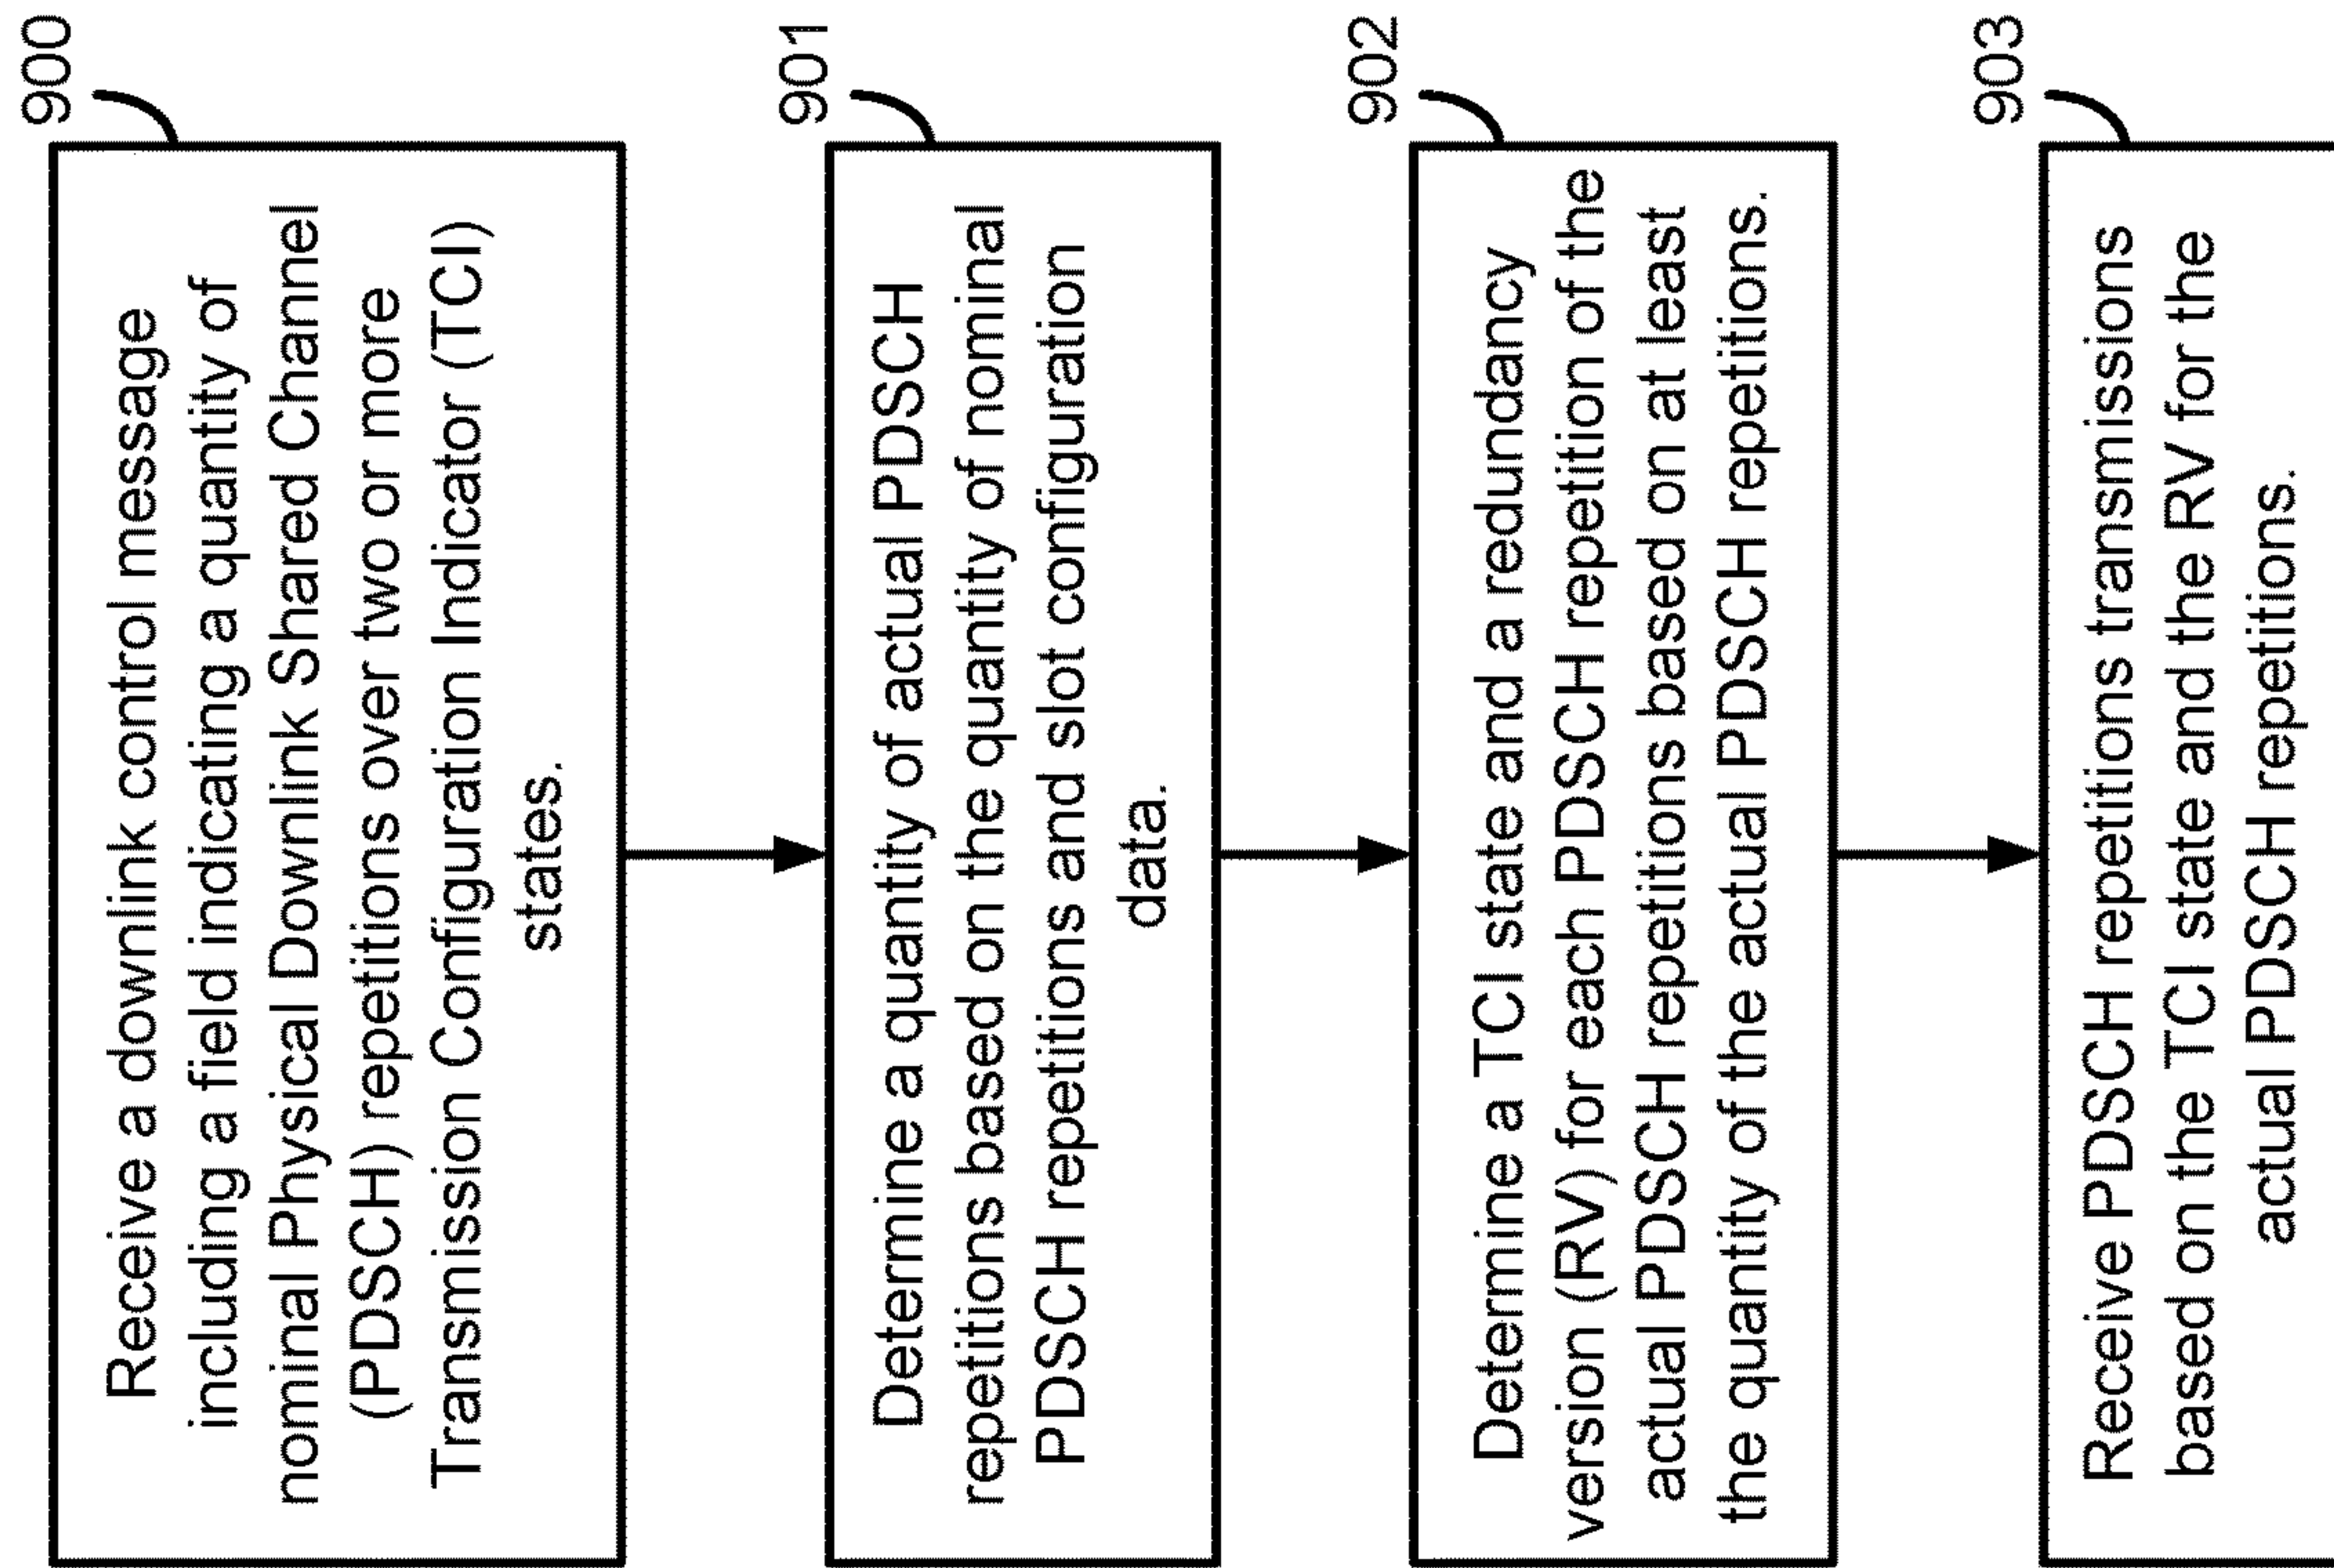 900
Receive a downlink control message
including a field indicating a quantity of
nominal Physical Downlink Shared Channel
(PDSCH) repetitions over two or more
Transmission Configuration Indicator (TCI)
states.
901
Determine a quantity of actual PDSCH
repetitions based on the quantity of nominal
PDSCH repetitions and slot configuration
data.
902
Determine a TCI state and a redundancy
version (RV) for each PDSCH repetition of the
actual PDSCH repetitions based on at least
the quantity of the actual PDSCH repetitions.
903
Receive PDSCH repetitions transmissions
based on the TCI state and the RV for the
actual PDSCH repetitions.